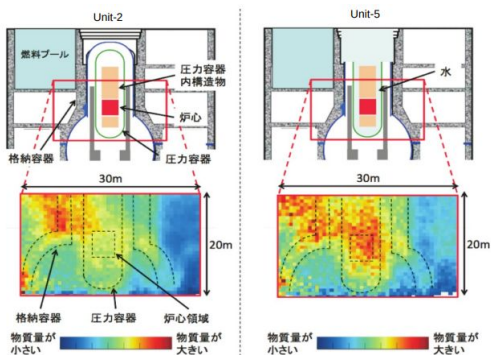 Unit-2
燃料プール
圧力容器
内構造物
炉心
格納容器
圧力容器
30m
20m
格納容器
圧力容器
炉心領域
物質量が
小さい
物質量が
大きい
Unit-5
水
30m
20m
物質量が
小さい
物質量が
大きい